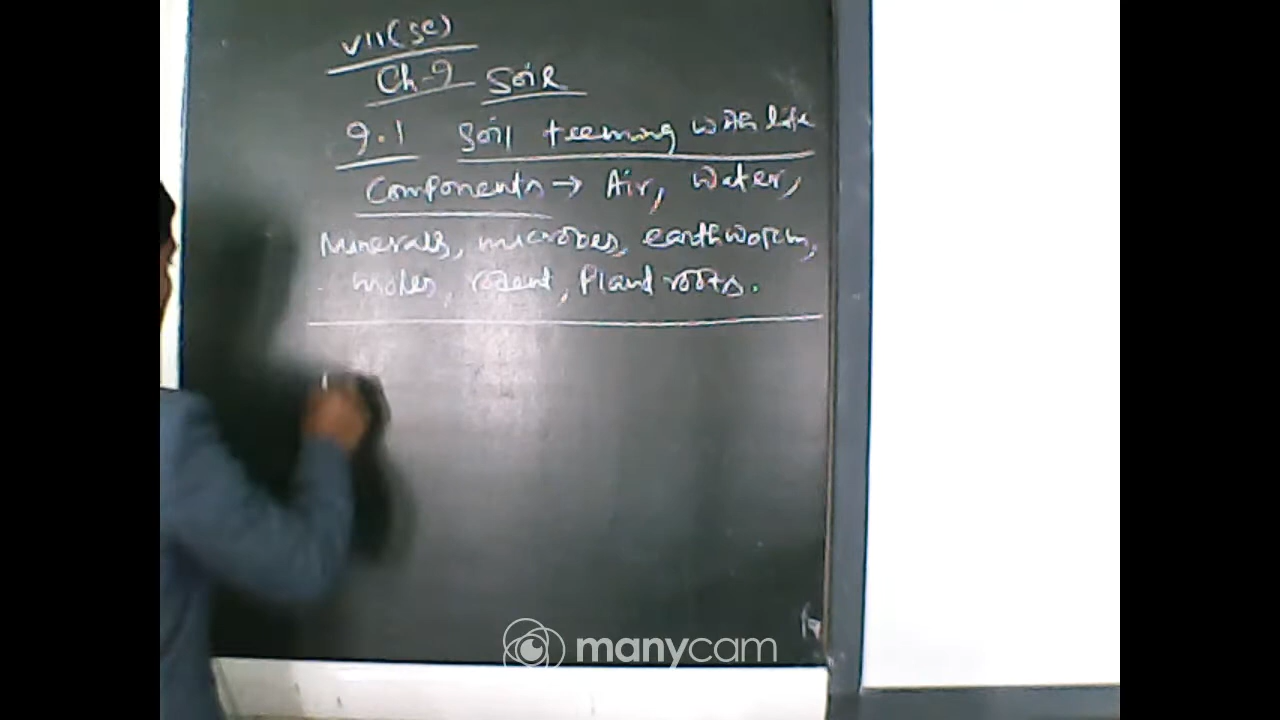 VII (SC)
Ch-9 Soil
9.1 Soil teeming with life
Components → Air, Water,
Minerals, microbes, earthworm,
moles, rodent, Plant roots.
manycam